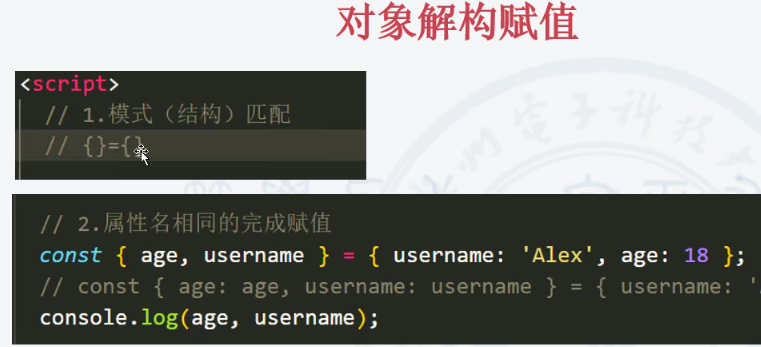 对象解构赋值
<script>
// 1.模式（结构）匹配
// {}={}
// 2.属性名相同的完成赋值
const { age, username } = { username: 'Alex', age: 18 };
// const { age: age, username: username } = { username: '
console.log(age, username);